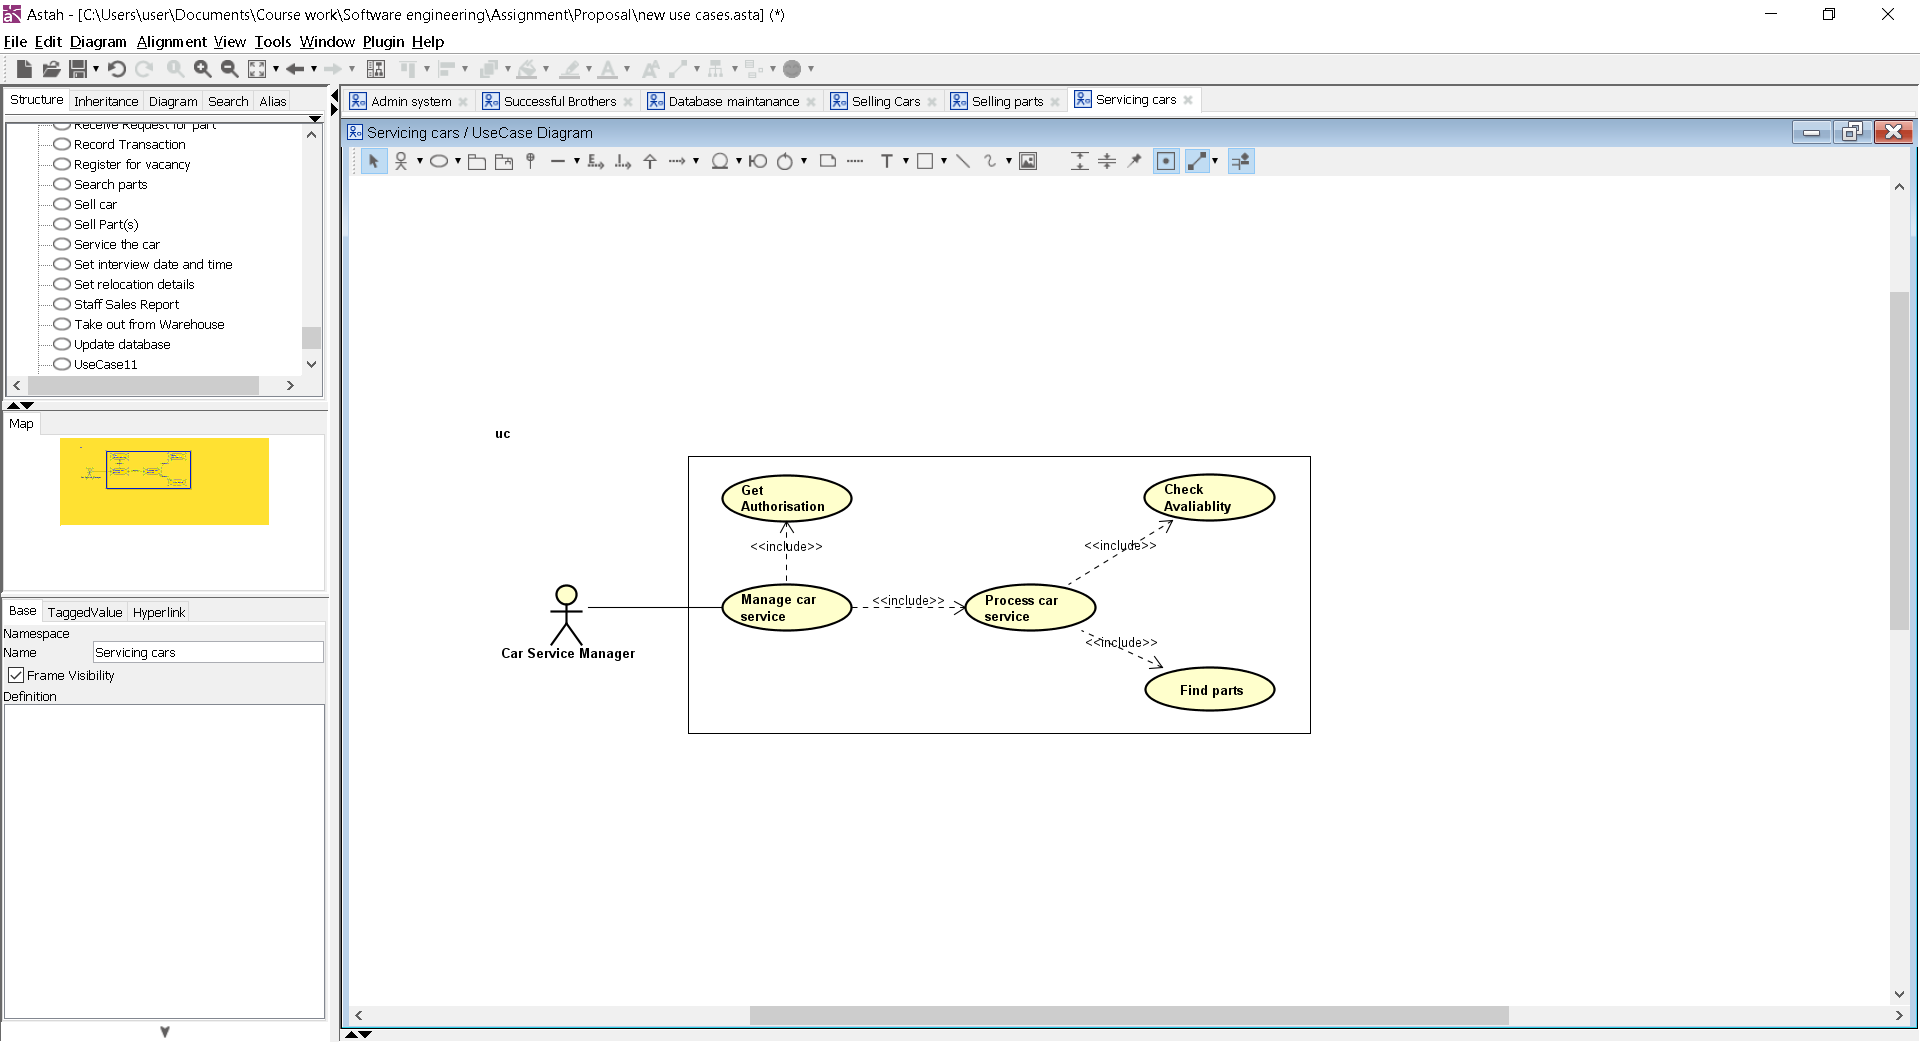 Astah - [C:\Users\user\Documents\Course work\Software engineering\Assignment\Proposal\new use cases.asta] (*)
File Edit Diagram Alignment View Tools Window Plugin Help
Structure Inheritance Diagram Search Alias
Receive Request for part
Record Transaction
Register for vacancy
Search parts
Sell car
Sell Part(s)
Service the car
Set interview date and time
Set relocation details
Staff Sales Report
Take out from Warehouse
Update database
UseCase11
Map
Base TaggedValue Hyperlink
Namespace
Name Servicing cars
Frame Visibility
Definition
Admin system Successful Brothers Database maintanance Selling Cars Selling parts Servicing cars
Servicing cars / UseCase Diagram
uc
Get
Authorisation
Check
Avaliablity
<<include>>
<<include>>
Manage car
service
<<include>>
Process car
service
Car Service Manager
<<include>>
Find parts